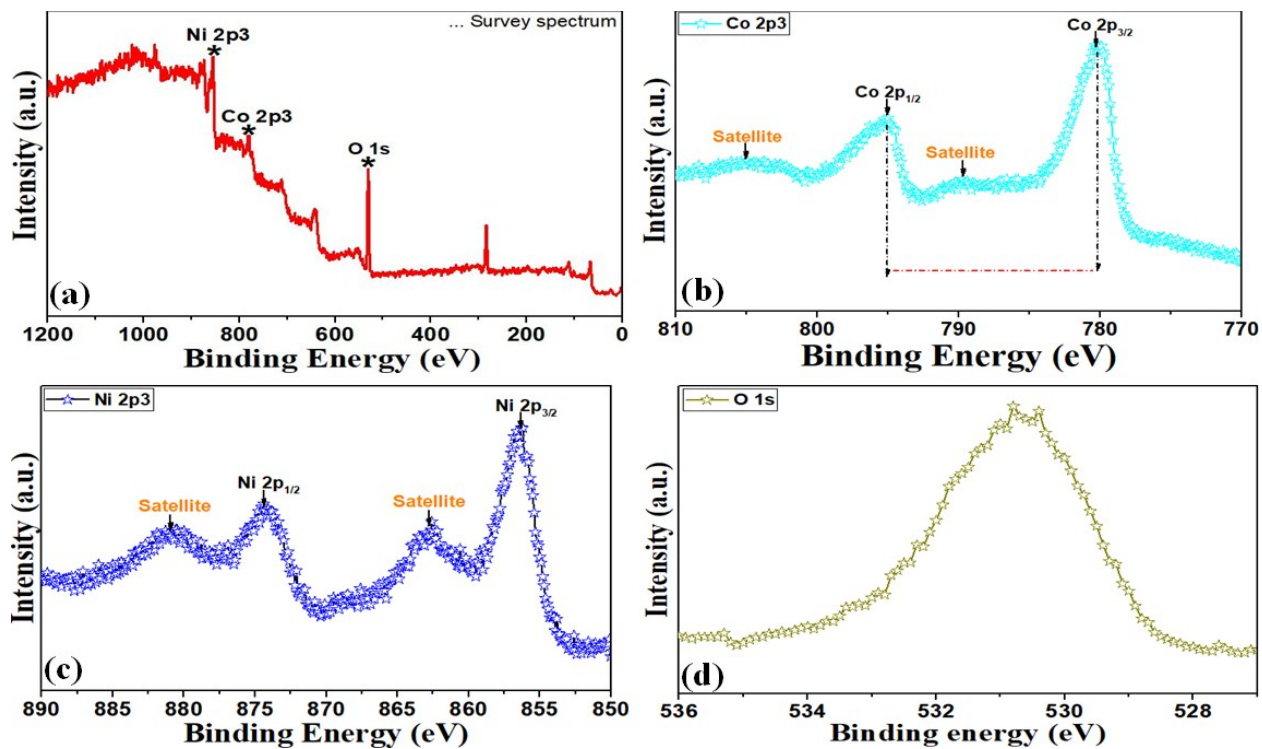 ... Survey spectrum
Ni 2p3
*
Co 2p3
*
O 1s
*
Intensity (a.u.)
(a)
1200 1000 800 600 400 200 0
Binding Energy (eV)
Co 2p3
Co 2p3/2
Co 2p1/2
Satellite
Satellite
Intensity (a.u.)
(b)
810 800 790 780 770
Binding Energy (eV)
Ni 2p3
Ni 2p3/2
Ni 2p1/2
Satellite
Satellite
Intensity (a.u.)
(c)
890 885 880 875 870 865 860 855 850
Binding Energy (eV)
O 1s
Intensity (a.u.)
(d)
536 534 532 530 528
Binding energy (eV)